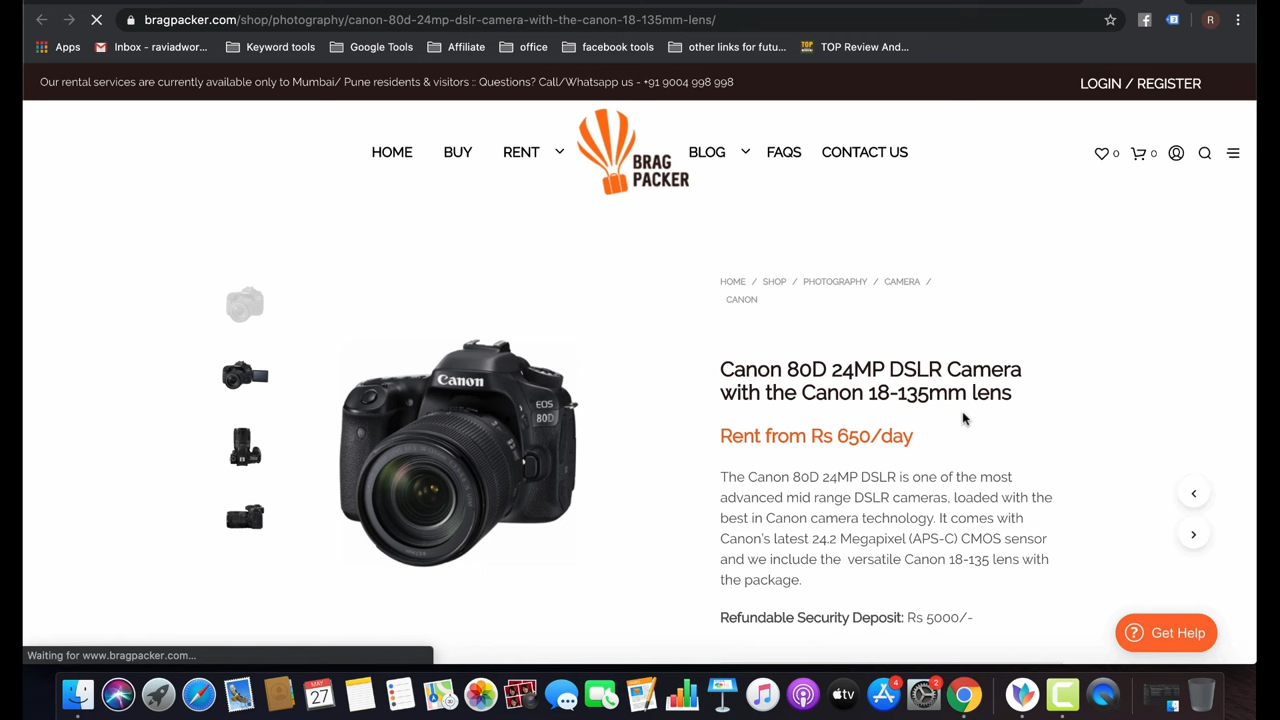 bragpacker.com/shop/photography/canon-80d-24mp-dslr-camera-with-the-canon-18-135mm-lens/
R
Apps
Inbox - raviadwor...
Keyword tools
Google Tools
Affiliate
office
facebook tools
other links for futu...
TOP Review And...
Our rental services are currently available only to Mumbai/ Pune residents & visitors :: Questions? Call/Whatsapp us - +91 9004 998 998
LOGIN / REGISTER
HOME
BUY
RENT
BRAG
PACKER
BLOG
FAQS
CONTACT US
0
0
HOME / SHOP / PHOTOGRAPHY / CAMERA /
CANON
Canon
EOS
80D
Canon 80D 24MP DSLR Camera
with the Canon 18-135mm lens
Rent from Rs 650/day
The Canon 80D 24MP DSLR is one of the most
advanced mid range DSLR cameras, loaded with the
best in Canon camera technology. It comes with
Canon's latest 24.2 Megapixel (APS-C) CMOS sensor
and we include the versatile Canon 18-135 lens with
the package.
Refundable Security Deposit: Rs 5000/-
Get Help
Waiting for www.bragpacker.com...
MAY
27
tv
4
2